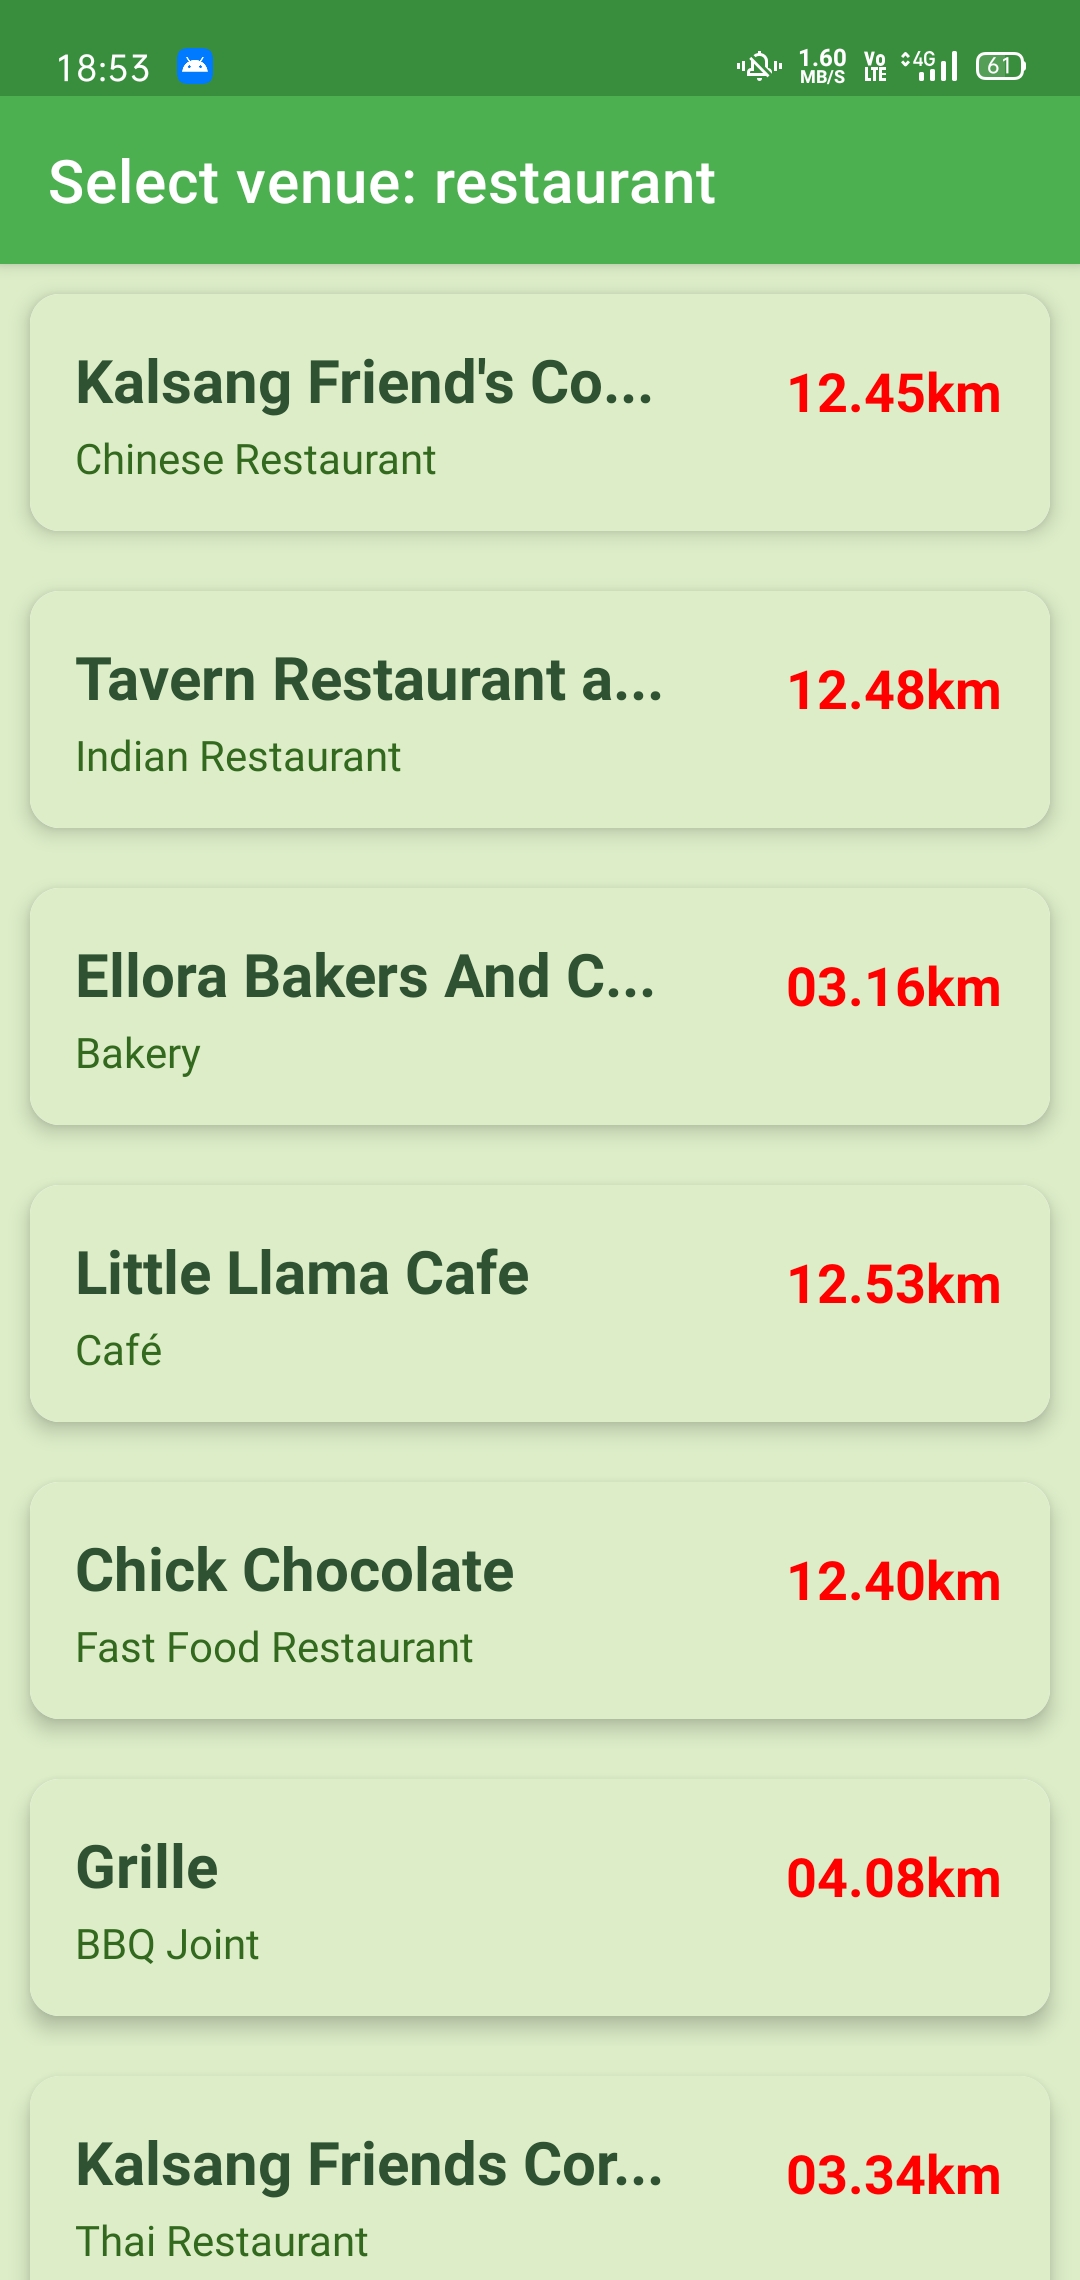 18:53 1.60 MB/S Vo LTE 4G 61
Select venue: restaurant
Kalsang Friend's Co... 12.45km
Chinese Restaurant
Tavern Restaurant a... 12.48km
Indian Restaurant
Ellora Bakers And C... 03.16km
Bakery
Little Llama Cafe 12.53km
Café
Chick Chocolate 12.40km
Fast Food Restaurant
Grille 04.08km
BBQ Joint
Kalsang Friends Cor... 03.34km
Thai Restaurant